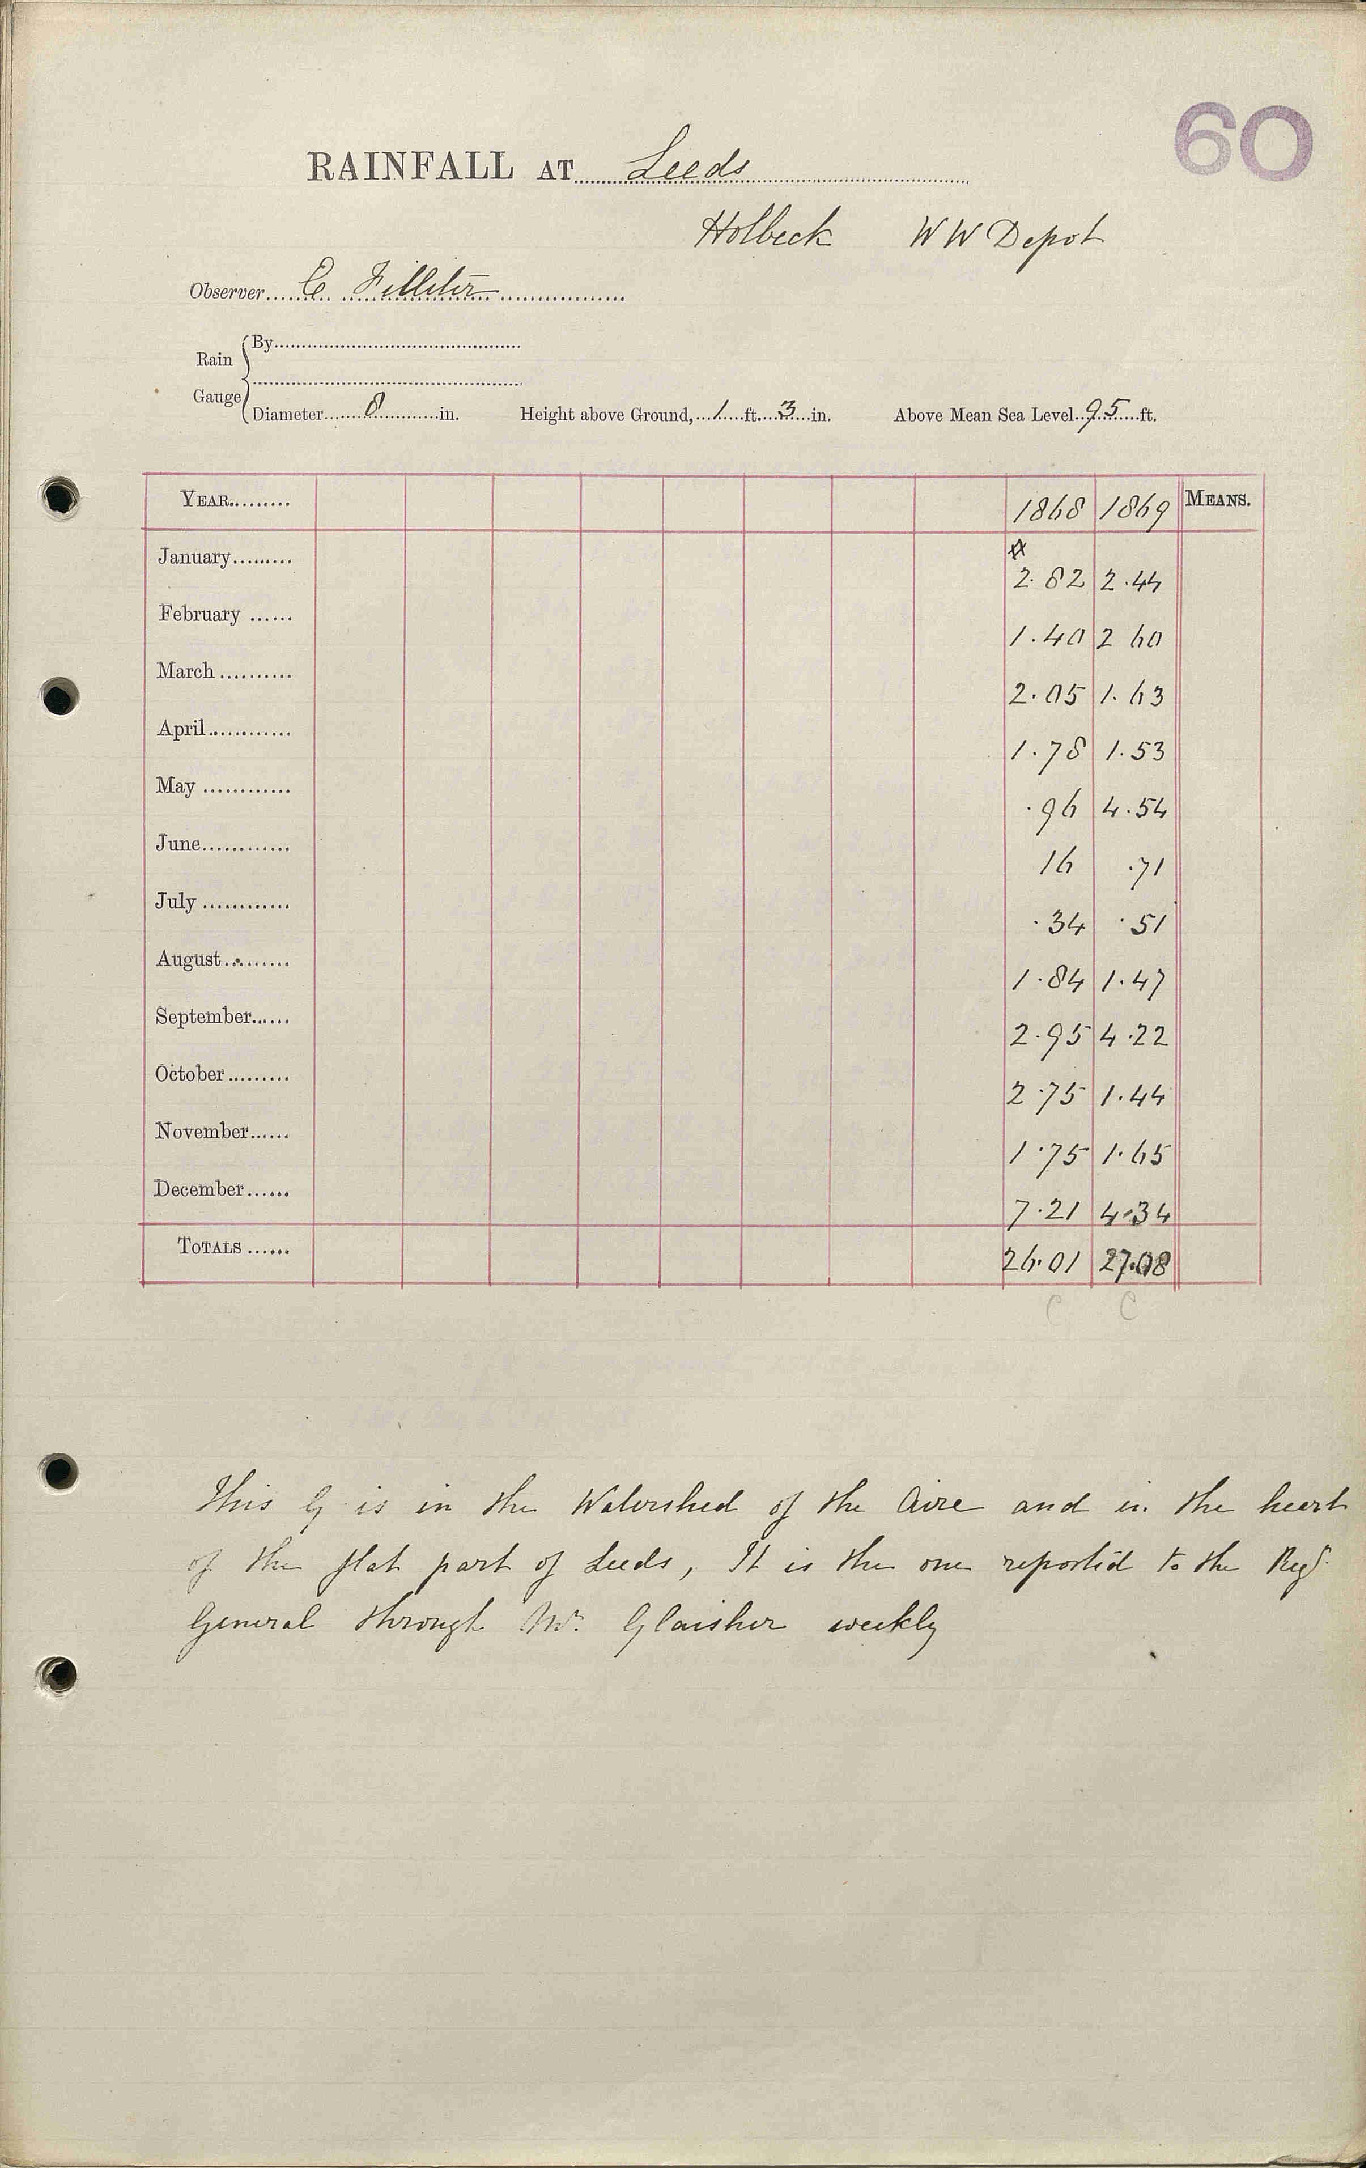 60
RAINFALL AT Leeds
Holbeck WW Depot
Observer C Filliter
Rain Gauge
By
Diameter 8 in. Height above Ground, 1 ft. 3 in. Above Mean Sea Level 95 ft.
YEAR 1868 1869 MEANS.
☆
January 2.82 2.44
February 1.40 2 60
March 2.05 1.63
April 1.78 1.53
May .96 4.54
June 16 .71
July .34 .51
August 1.84 1.47
September 2.95 4.22
October 2.75 1.44
November 1.75 1.65
December 7.21 4.34
TOTALS 26.01 27.08
C C
This G is in the Watershed of the Aire and in the heart
of the flat part of Leeds, It is the one reported to the Regr
General through Mr. Glaisher weekly